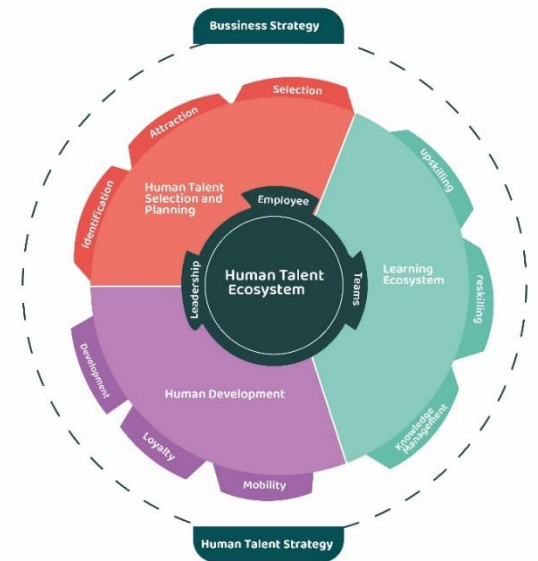 Bussiness Strategy
Selection
Attraction
Identification
Human Talent
Selection and
Planning
Employee
upskilling
Learning
Ecosystem
reskilling
Teams
Leadership
Human Talent
Ecosystem
Knowledge
Management
Human Development
Development
Loyalty
Mobility
Human Talent Strategy